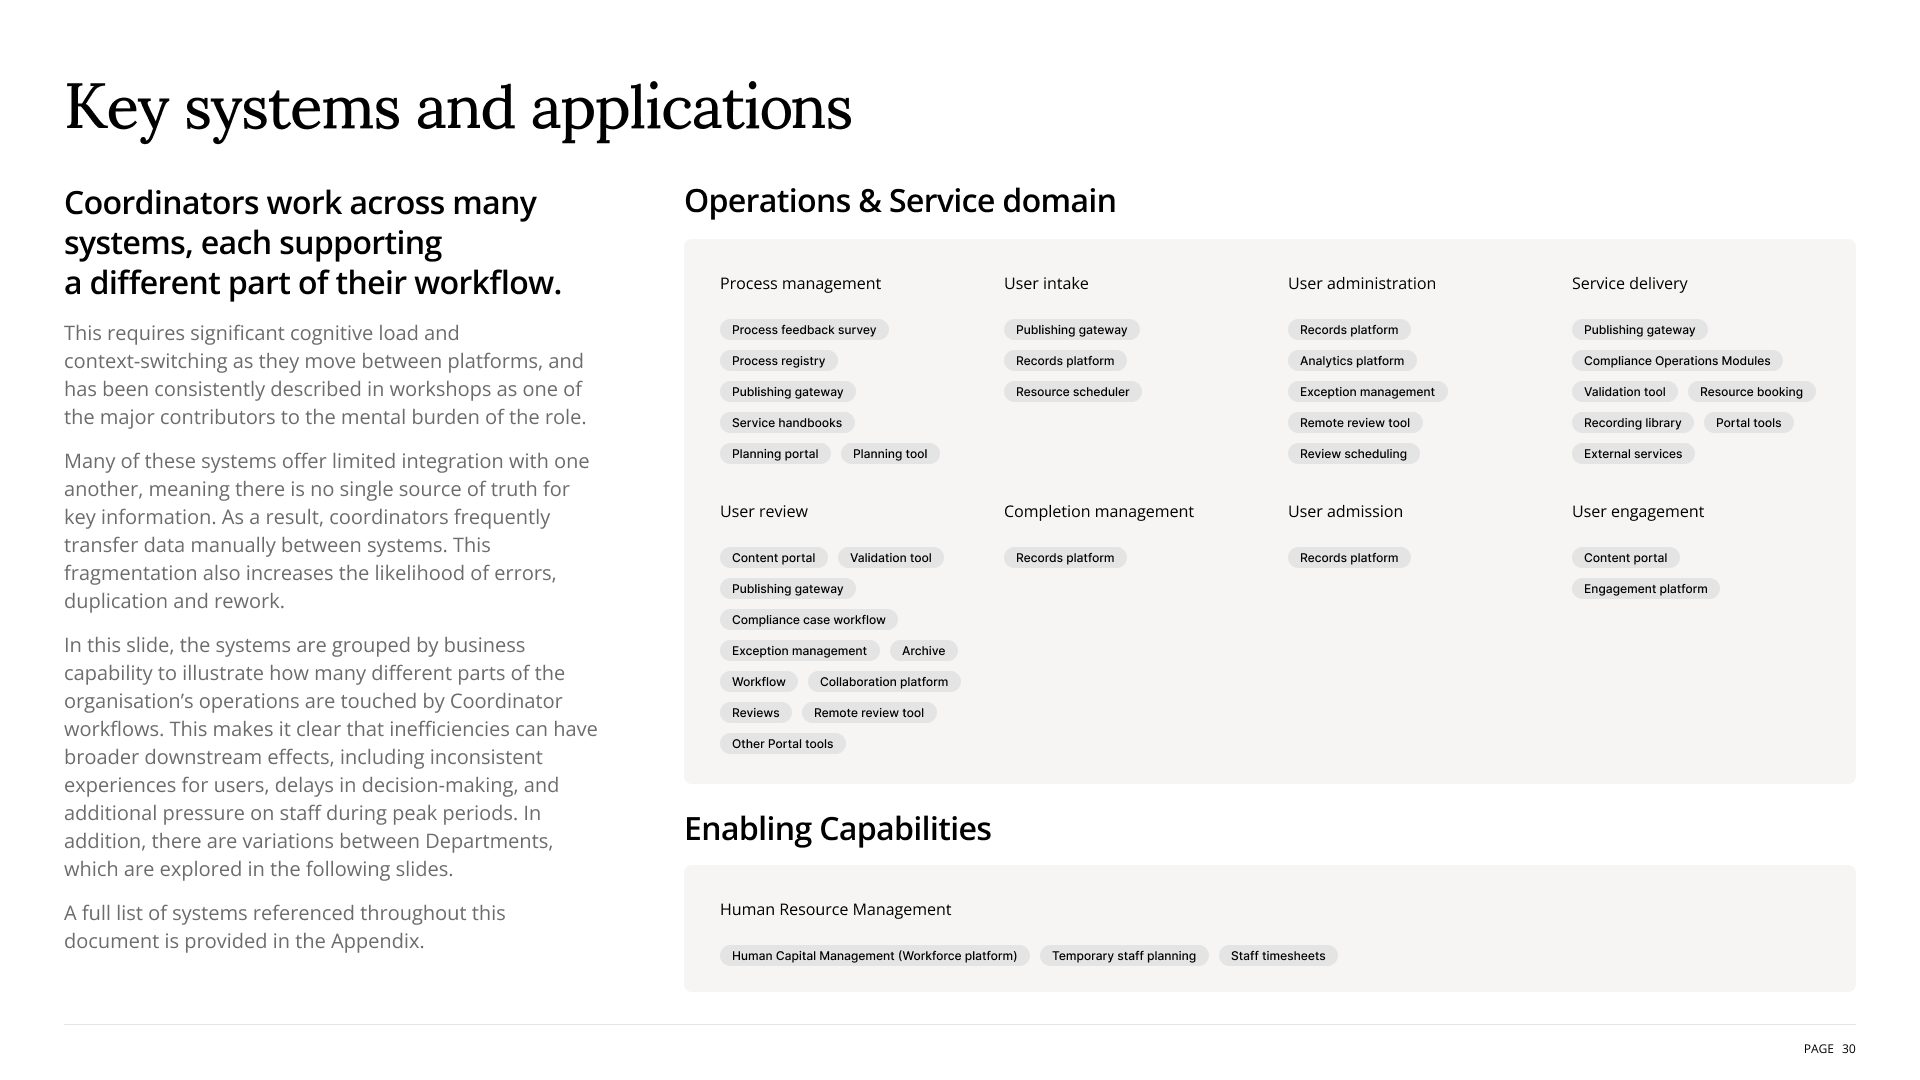 Key systems and applications
Coordinators work across many
systems, each supporting
a different part of their workflow.
This requires significant cognitive load and
context-switching as they move between platforms, and
has been consistently described in workshops as one of
the major contributors to the mental burden of the role.
Many of these systems offer limited integration with one
another, meaning there is no single source of truth for
key information. As a result, coordinators frequently
transfer data manually between systems. This
fragmentation also increases the likelihood of errors,
duplication and rework.
In this slide, the systems are grouped by business
capability to illustrate how many different parts of the
organisation’s operations are touched by Coordinator
workflows. This makes it clear that inefficiencies can have
broader downstream effects, including inconsistent
experiences for users, delays in decision-making, and
additional pressure on staff during peak periods. In
addition, there are variations between Departments,
which are explored in the following slides.
A full list of systems referenced throughout this
document is provided in the Appendix.
Operations & Service domain
Process management
Process feedback survey
Process registry
Publishing gateway
Service handbooks
Planning portal Planning tool
User intake
Publishing gateway
Records platform
Resource scheduler
User administration
Records platform
Analytics platform
Exception management
Remote review tool
Review scheduling
Service delivery
Publishing gateway
Compliance Operations Modules
Validation tool Resource booking
Recording library Portal tools
External services
User review
Content portal Validation tool
Publishing gateway
Compliance case workflow
Exception management Archive
Workflow Collaboration platform
Reviews Remote review tool
Other Portal tools
Completion management
Records platform
User admission
Records platform
User engagement
Content portal
Engagement platform
Enabling Capabilities
Human Resource Management
Human Capital Management (Workforce platform) Temporary staff planning Staff timesheets
PAGE 30